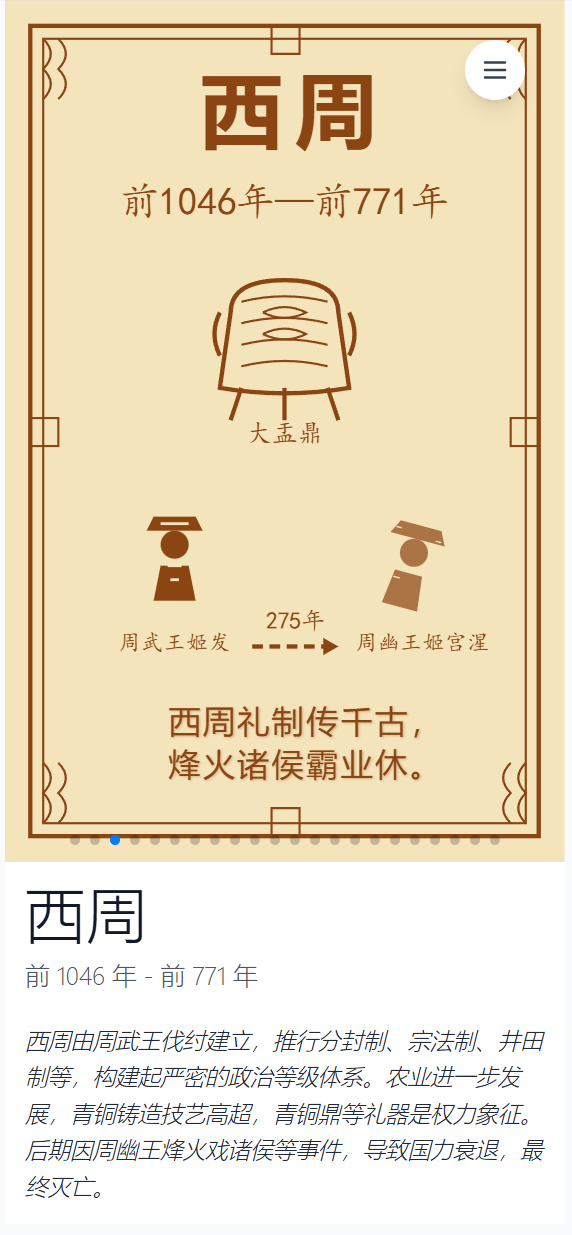 西周
前1046年—前771年
大盂鼎
275年
周武王姬发
周幽王姬宫湦
西周礼制传千古，
烽火诸侯霸业休。
西周
前 1046 年 - 前 771 年
西周由周武王伐纣建立，推行分封制、宗法制、井田
制等，构建起严密的政治等级体系。农业进一步发
展，青铜铸造技艺高超，青铜鼎等礼器是权力象征。
后期因周幽王烽火戏诸侯等事件，导致国力衰退，最
终灭亡。